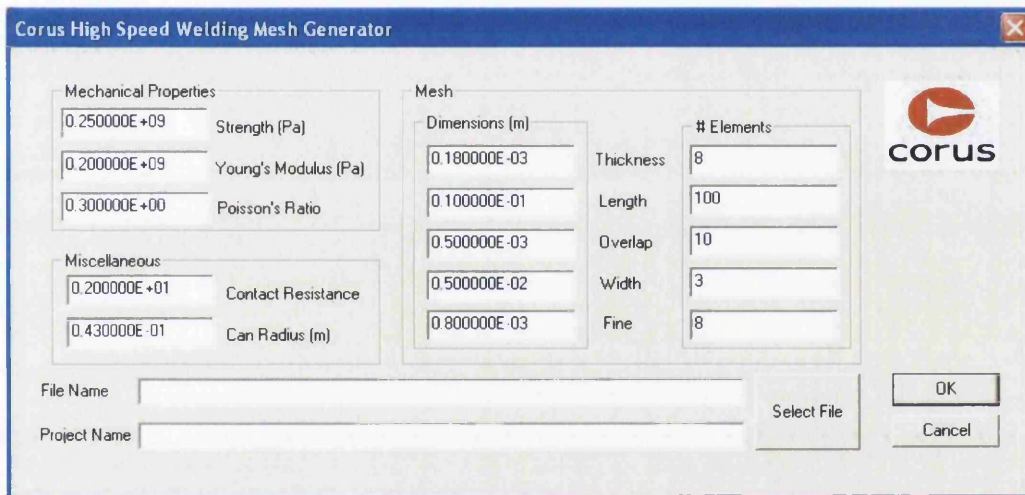 Corus High Speed Welding Mesh Generator
Mechanical Properties
0.250000E+09 Strength (Pa)
0.200000E+09 Young's Modulus (Pa)
0.300000E+00 Poisson's Ratio
Miscellaneous
0.200000E+01 Contact Resistance
0.430000E-01 Can Radius (m)
Mesh
Dimensions (m) # Elements
0.180000E-03 Thickness 8
0.100000E-01 Length 100
0.500000E-03 Overlap 10
0.500000E-02 Width 3
0.800000E-03 Fine 8
corus
File Name
Project Name
Select File
OK
Cancel